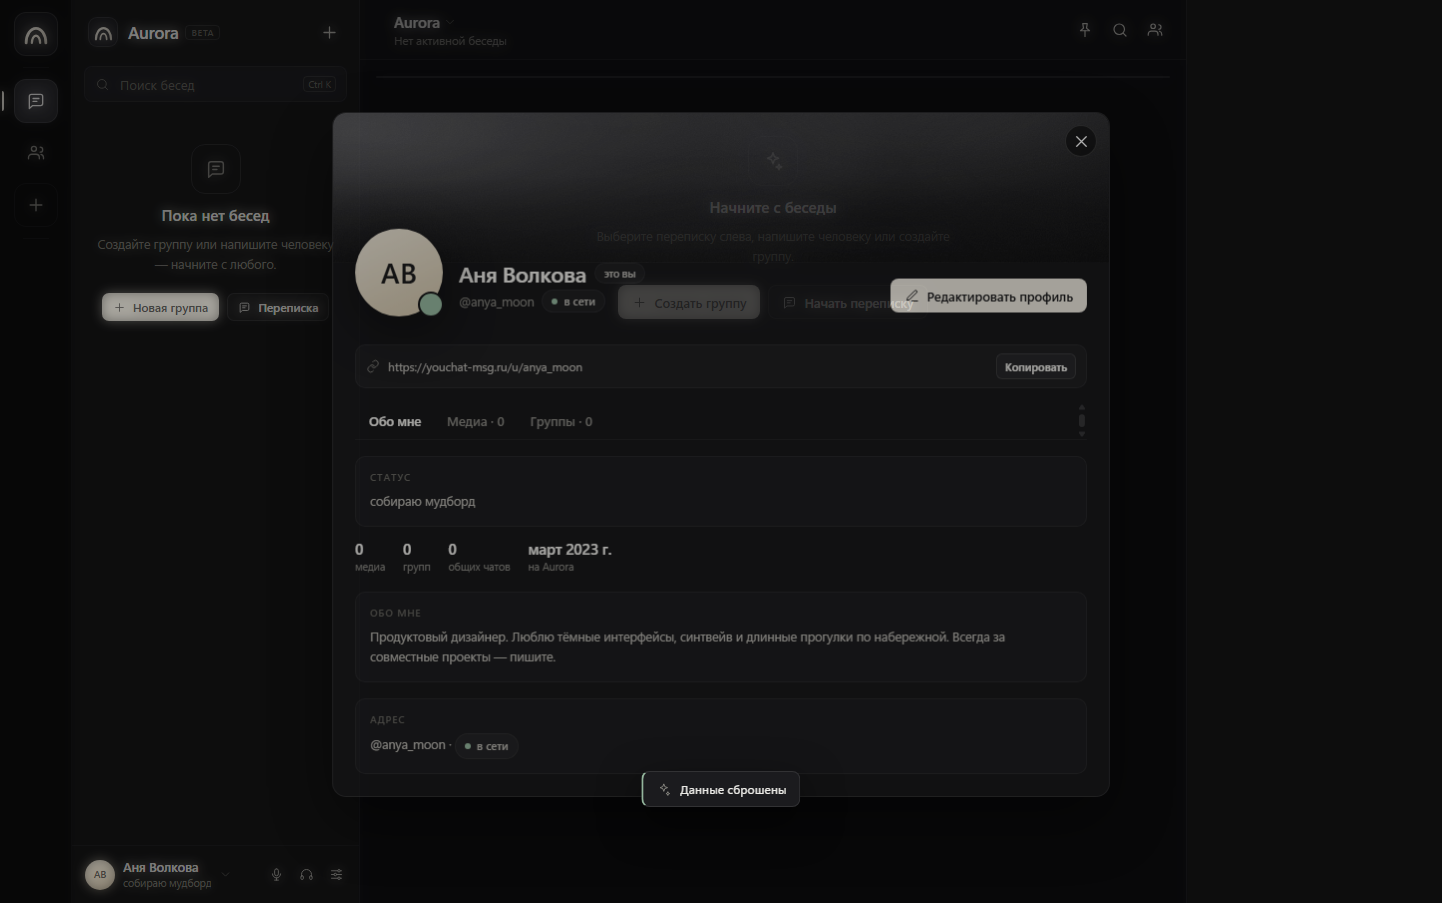 Aurora BETA
Поиск бесед Ctrl K
Пока нет бесед
Создайте группу или напишите человеку
— начните с любого.
Новая группа
Переписка
АВ
Аня Волкова
собираю мудборд
Aurora
Нет активной беседы
Начните с беседы
Выберите переписку слева, напишите человеку или создайте
группу.
Создать группу
Начать переписку
АВ
Аня Волкова это вы
@anya_moon в сети
Редактировать профиль
https://youchat-msg.ru/u/anya_moon
Копировать
Обо мне
Медиа · 0
Группы · 0
СТАТУС
собираю мудборд
0
медиа
0
групп
0
общих чатов
март 2023 г.
на Aurora
ОБО МНЕ
Продуктовый дизайнер. Люблю тёмные интерфейсы, синтвейв и длинные прогулки по набережной. Всегда за
совместные проекты — пишите.
АДРЕС
@anya_moon · в сети
Данные сброшены